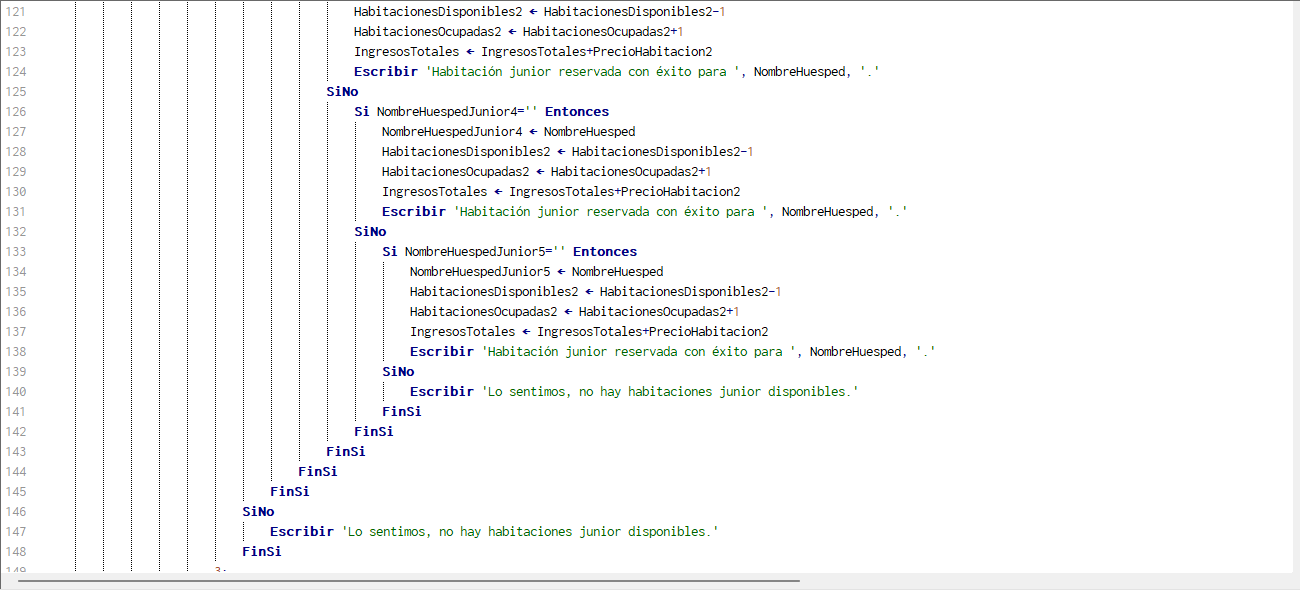 121 HabitacionesDisponibles2 ← HabitacionesDisponibles2-1
122 HabitacionesOcupadas2 ← HabitacionesOcupadas2+1
123 IngresosTotales ← IngresosTotales+PrecioHabitacion2
124 Escribir 'Habitación junior reservada con éxito para ', NombreHuesped, '.'
125 SiNo
126 Si NombreHuespedJunior4='' Entonces
127 NombreHuespedJunior4 ← NombreHuesped
128 HabitacionesDisponibles2 ← HabitacionesDisponibles2-1
129 HabitacionesOcupadas2 ← HabitacionesOcupadas2+1
130 IngresosTotales ← IngresosTotales+PrecioHabitacion2
131 Escribir 'Habitación junior reservada con éxito para ', NombreHuesped, '.'
132 SiNo
133 Si NombreHuespedJunior5='' Entonces
134 NombreHuespedJunior5 ← NombreHuesped
135 HabitacionesDisponibles2 ← HabitacionesDisponibles2-1
136 HabitacionesOcupadas2 ← HabitacionesOcupadas2+1
137 IngresosTotales ← IngresosTotales+PrecioHabitacion2
138 Escribir 'Habitación junior reservada con éxito para ', NombreHuesped, '.'
139 SiNo
140 Escribir 'Lo sentimos, no hay habitaciones junior disponibles.'
141 FinSi
142 FinSi
143 FinSi
144 FinSi
145 FinSi
146 SiNo
147 Escribir 'Lo sentimos, no hay habitaciones junior disponibles.'
148 FinSi
149 3: